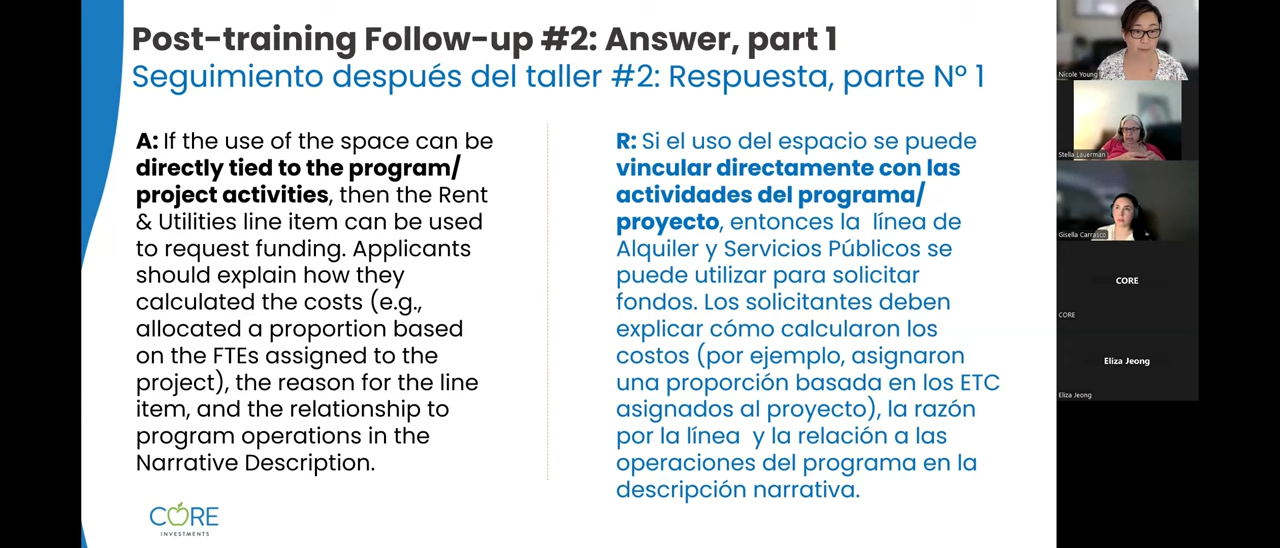 Post-training Follow-up #2: Answer, part 1
Seguimiento después del taller #2: Respuesta, parte Nº 1
A: If the use of the space can be
directly tied to the program/
project activities, then the Rent
& Utilities line item can be used
to request funding. Applicants
should explain how they
calculated the costs (e.g.,
allocated a proportion based
on the FTEs assigned to the
project), the reason for the line
item, and the relationship to
program operations in the
Narrative Description.
R: Si el uso del espacio se puede
vincular directamente con las
actividades del programa/
proyecto, entonces la línea de
Alquiler y Servicios Públicos se
puede utilizar para solicitar
fondos. Los solicitantes deben
explicar cómo calcularon los
costos (por ejemplo, asignaron
una proporción basada en los ETC
asignados al proyecto), la razón
por la línea y la relación a las
operaciones del programa en la
descripción narrativa.
CORE
INVESTMENTS
Nicole Young
Stella Lauerman
Gisella Carrasco
CORE
CORE
Eliza Jeong
Eliza Jeong